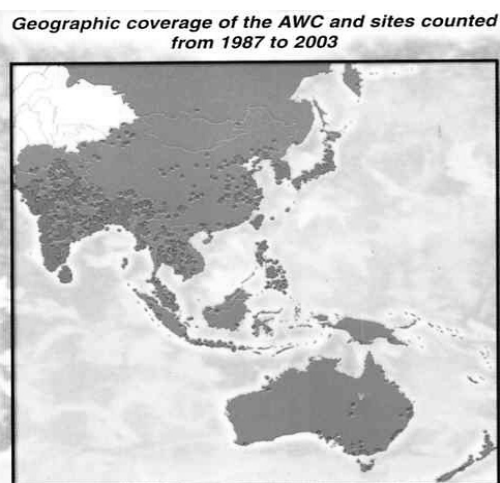 Geographic coverage of the AWC and sites counted
from 1987 to 2003